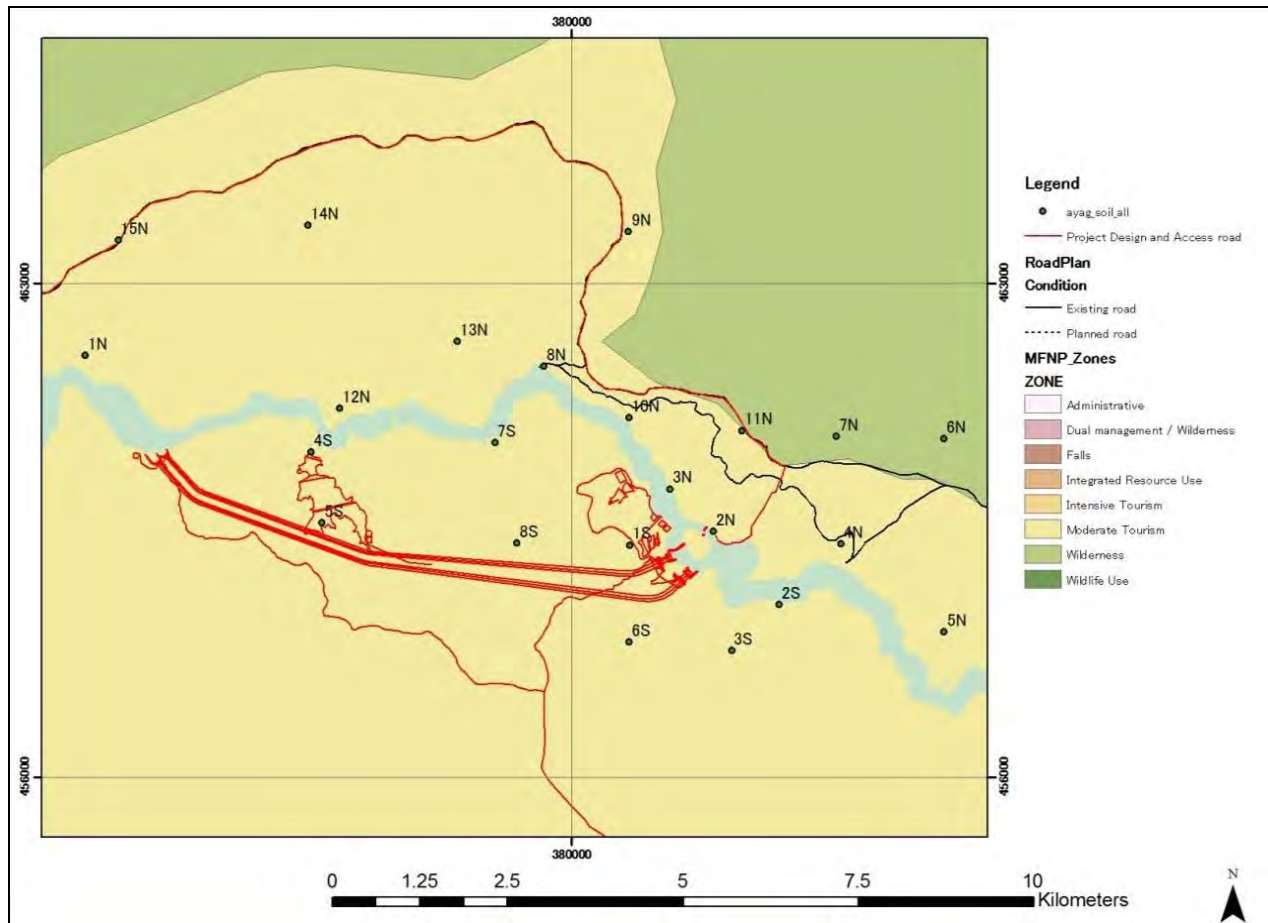 380000
14N
15N
9N
463000
463000
13N
1N
8N
12N
10N
11N
7N
6N
7S
4S
3N
5S
2N
8S
1S
4N
2S
5N
6S
3S
456000
456000
380000
Legend
ayag_soil_all
Project Design and Access road
RoadPlan
Condition
Existing road
Planned road
MFNP_Zones
ZONE
Administrative
Dual management / Wilderness
Falls
Integrated Resource Use
Intensive Tourism
Moderate Tourism
Wilderness
Wildlife Use
0 1.25 2.5 5 7.5 10
Kilometers
N